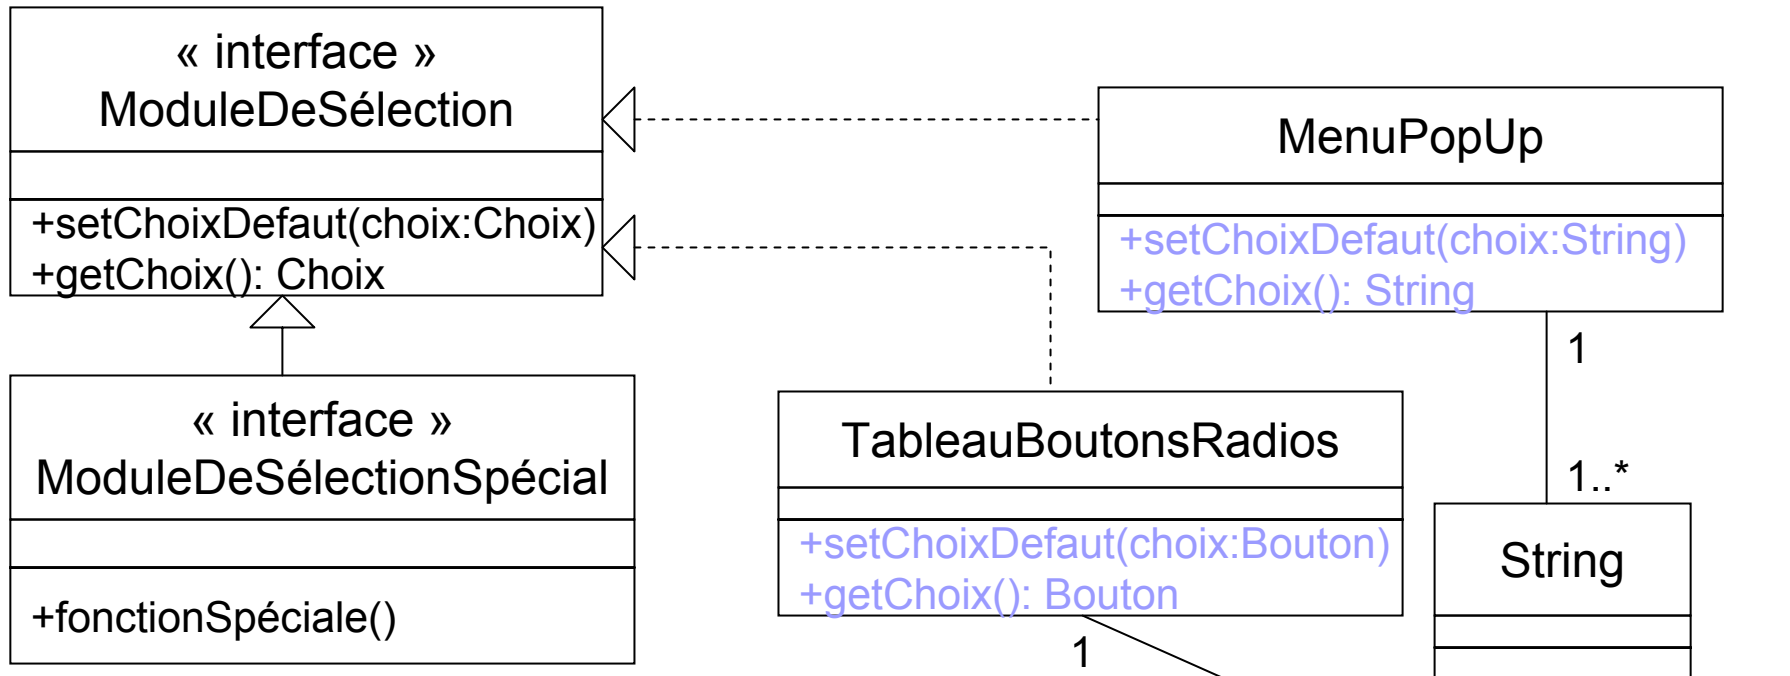 « interface »
ModuleDeSélection
+setChoixDefaut(choix:Choix)
+getChoix(): Choix
MenuPopUp
+setChoixDefaut(choix:String)
+getChoix(): String
1
1..*
« interface »
ModuleDeSélectionSpécial
+fonctionSpéciale()
TableauBoutonsRadios
+setChoixDefaut(choix:Bouton)
+getChoix(): Bouton
1
String